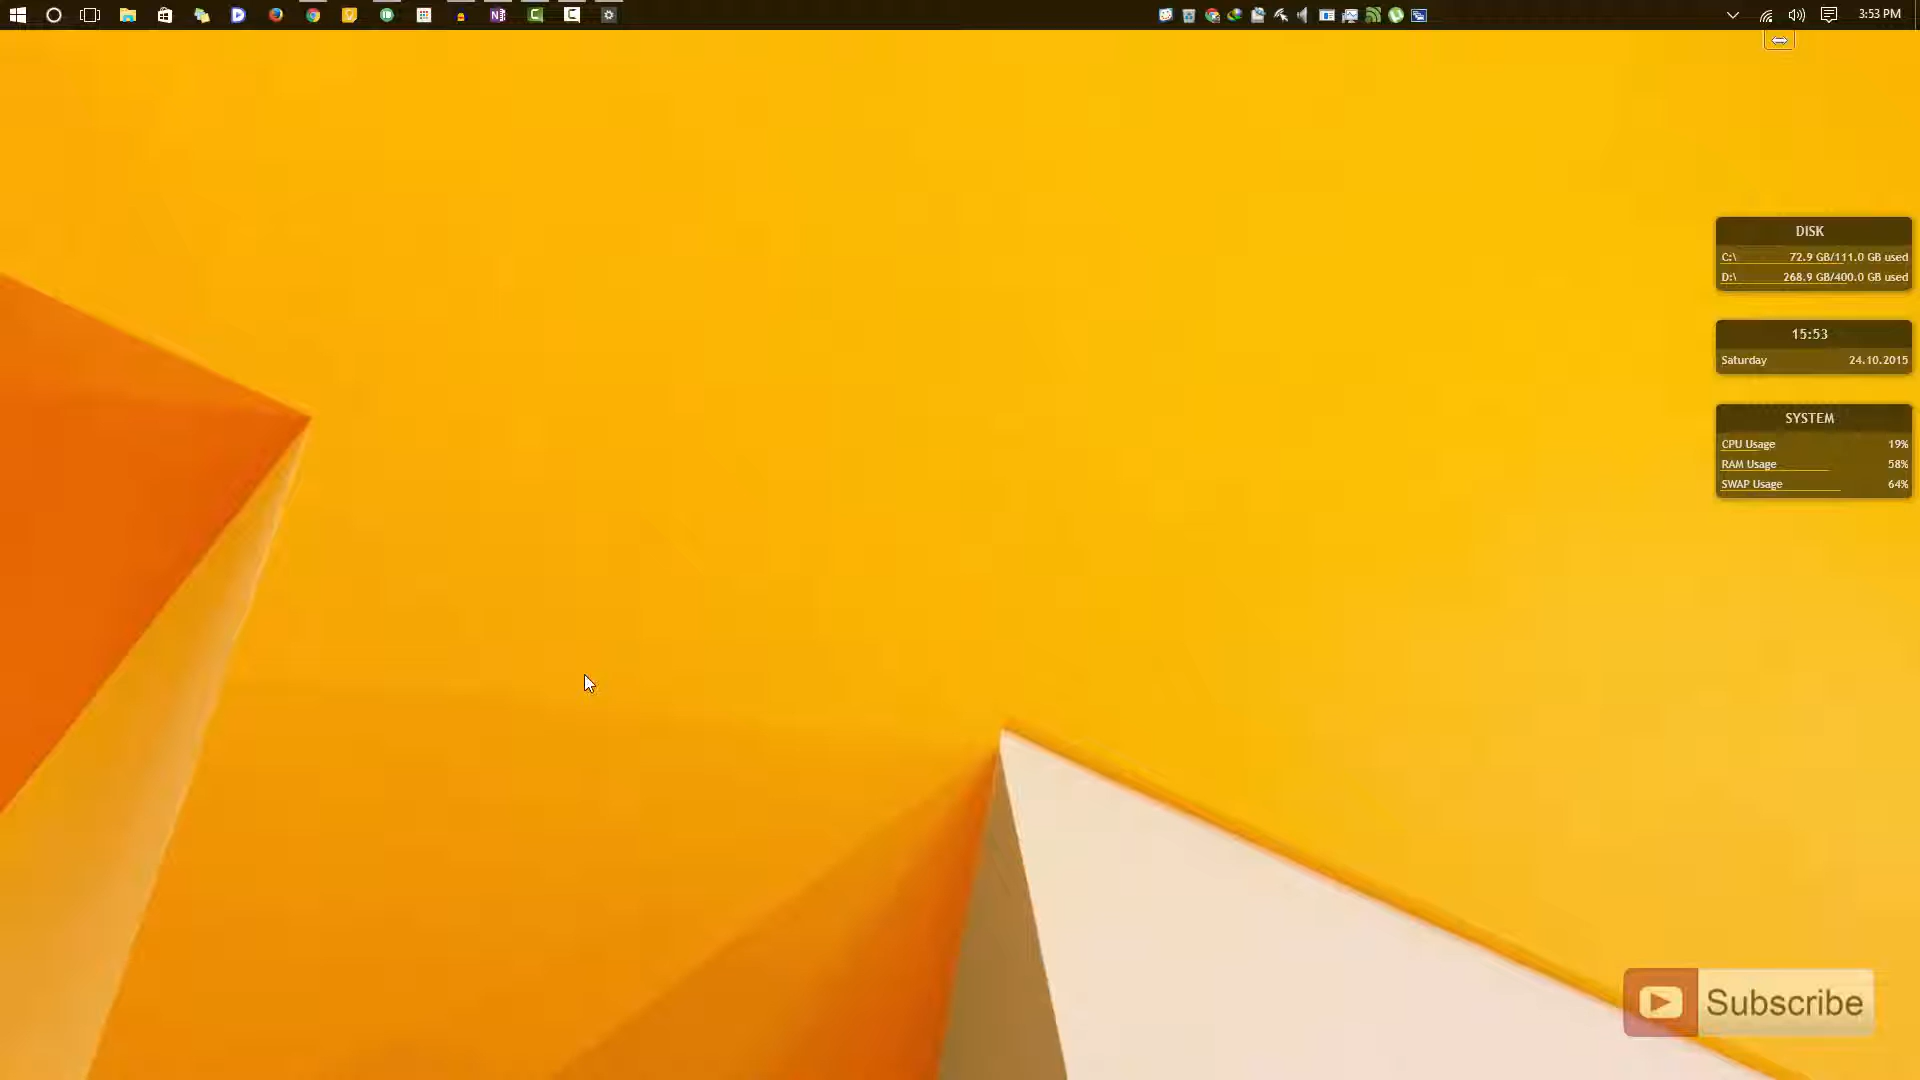 3:53 PM
DISK
C:\ 72.9 GB/111.0 GB used
D:\ 268.9 GB/400.0 GB used
15:53
Saturday 24.10.2015
SYSTEM
CPU Usage 19%
RAM Usage 58%
SWAP Usage 64%
Subscribe